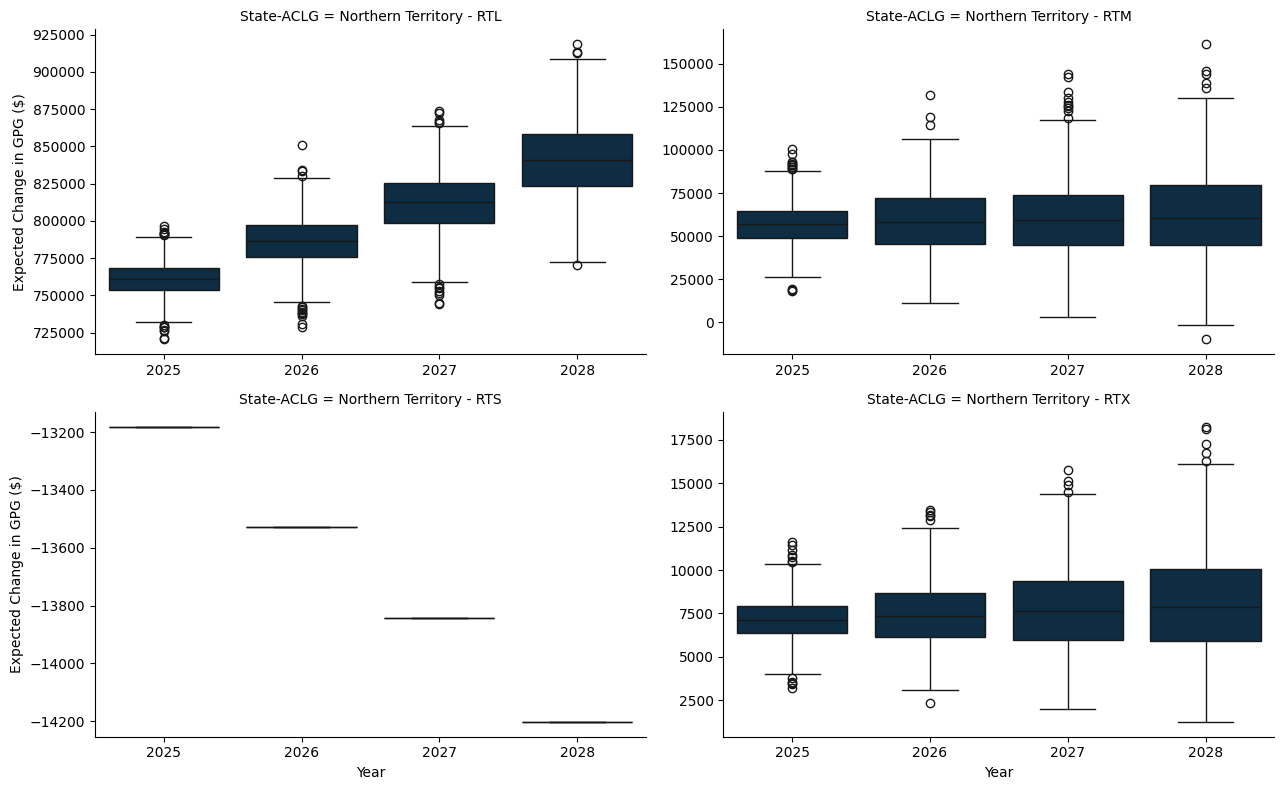 State-ACLG = Northern Territory - RTL
Expected Change in GPG ($)
925000
900000
875000
850000
825000
800000
775000
750000
725000
2025 2026 2027 2028
State-ACLG = Northern Territory - RTM
150000
125000
100000
75000
50000
25000
0
2025 2026 2027 2028
State-ACLG = Northern Territory - RTS
Expected Change in GPG ($)
−13200
−13400
−13600
−13800
−14000
−14200
2025 2026 2027 2028
Year
State-ACLG = Northern Territory - RTX
17500
15000
12500
10000
7500
5000
2500
2025 2026 2027 2028
Year